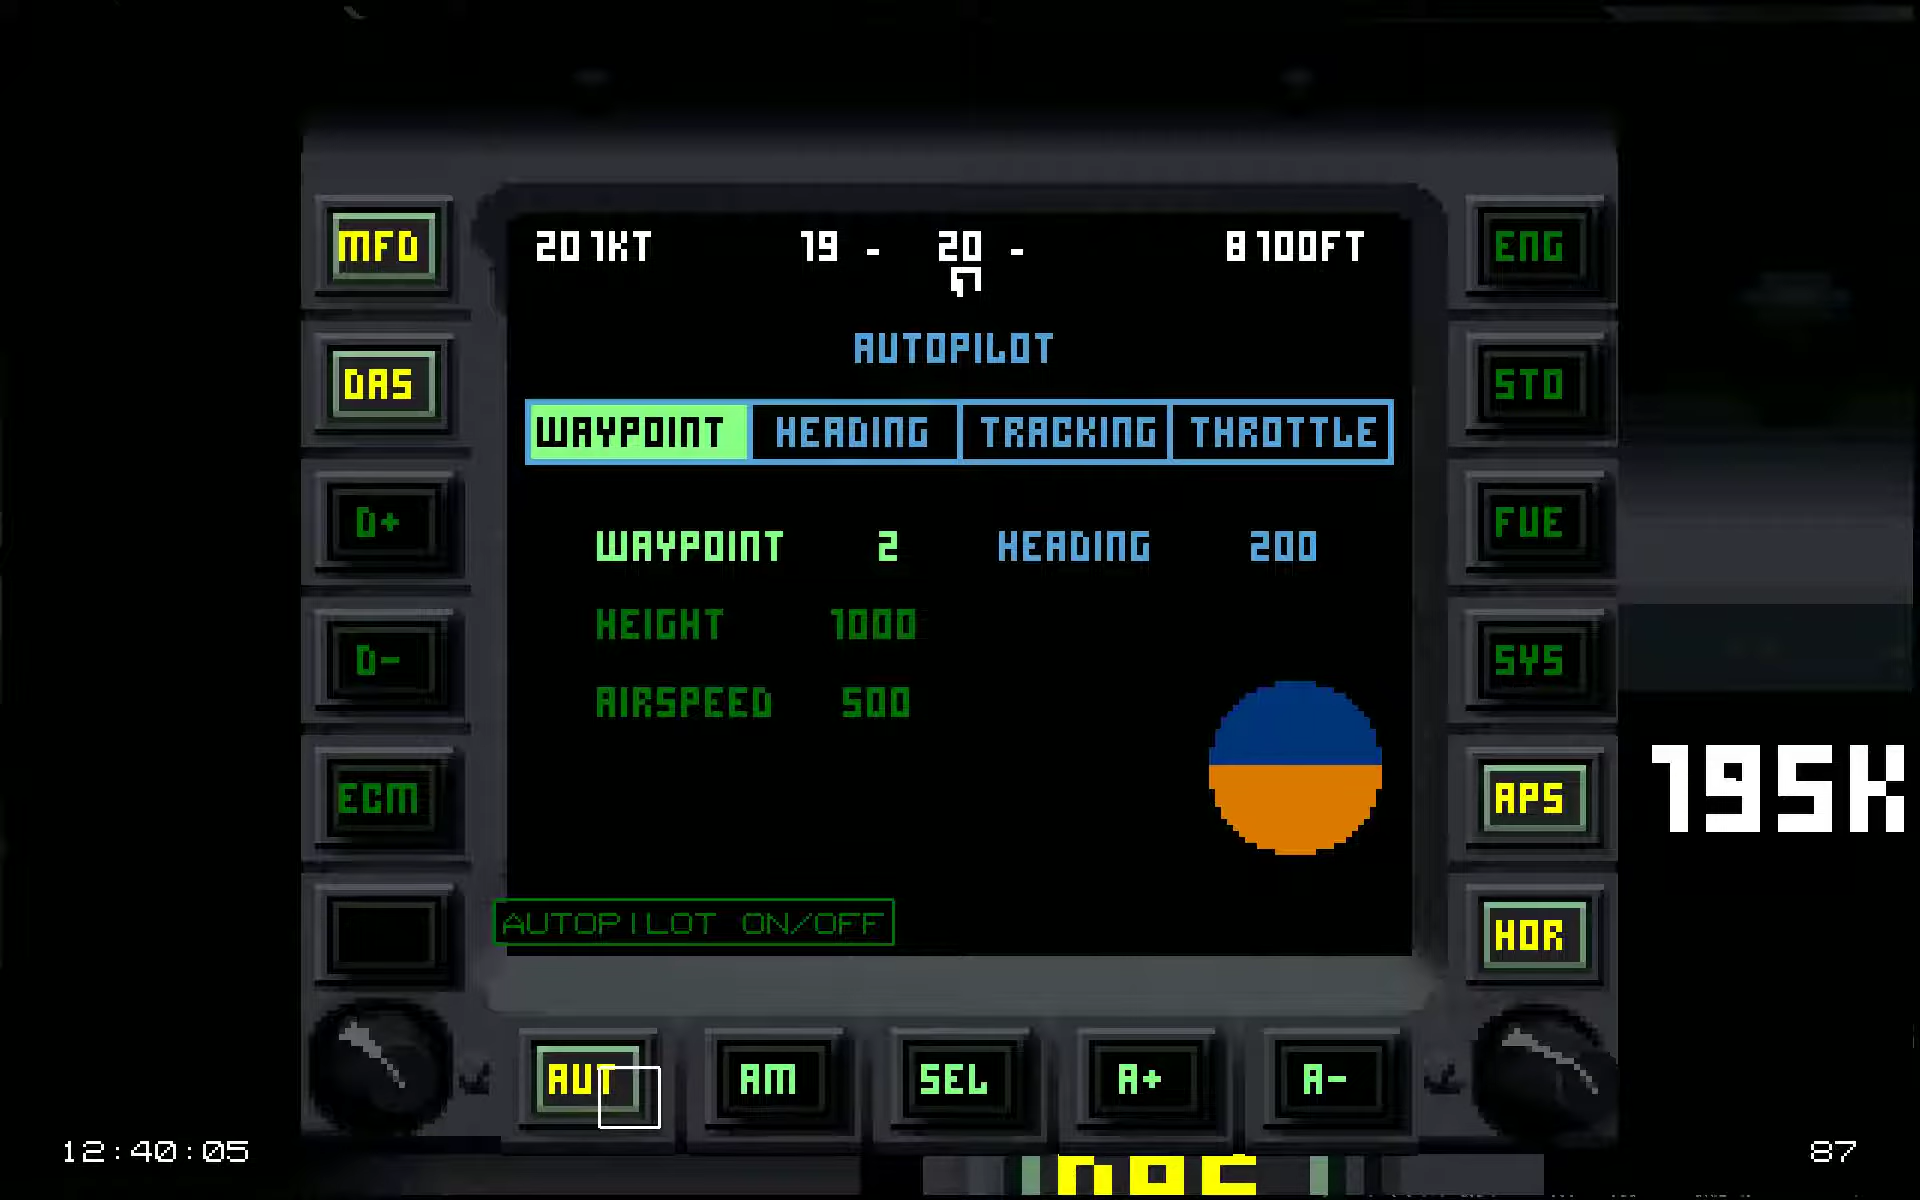 MFD
ENG
201KT 19 - 20 - 8100FT
AUTOPILOT
DAS
STO
WAYPOINT HEADING TRACKING THROTTLE
D+
FUE
WAYPOINT 2 HEADING 200
HEIGHT 1000
D-
SYS
AIRSPEED 500
ECM
APS
195K
AUTOPILOT ON/OFF
HOR
AUT AM SEL A+ A-
12:40:05
87